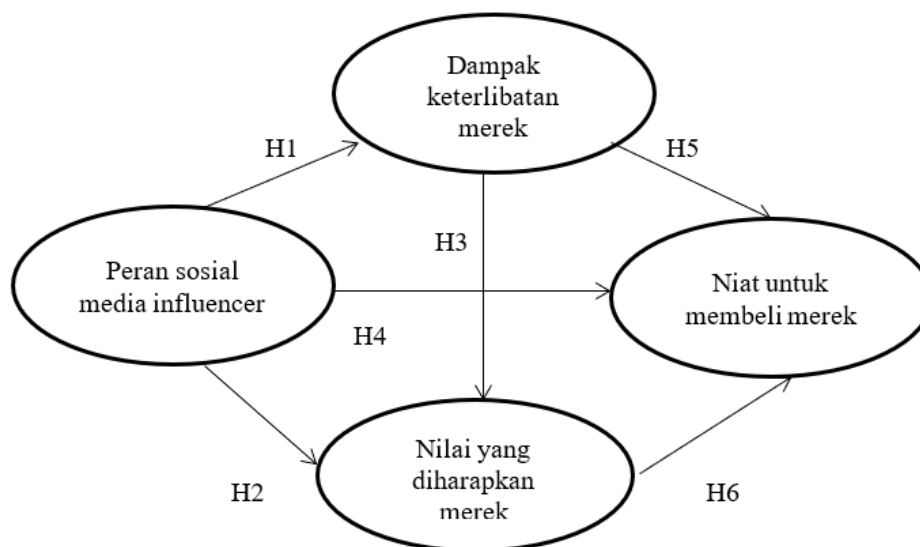 Dampak
keterlibatan
merek
H1
H5
H3
Peran sosial
media influencer
Niat untuk
membeli merek
H4
Nilai yang
diharapkan
merek
H2
H6